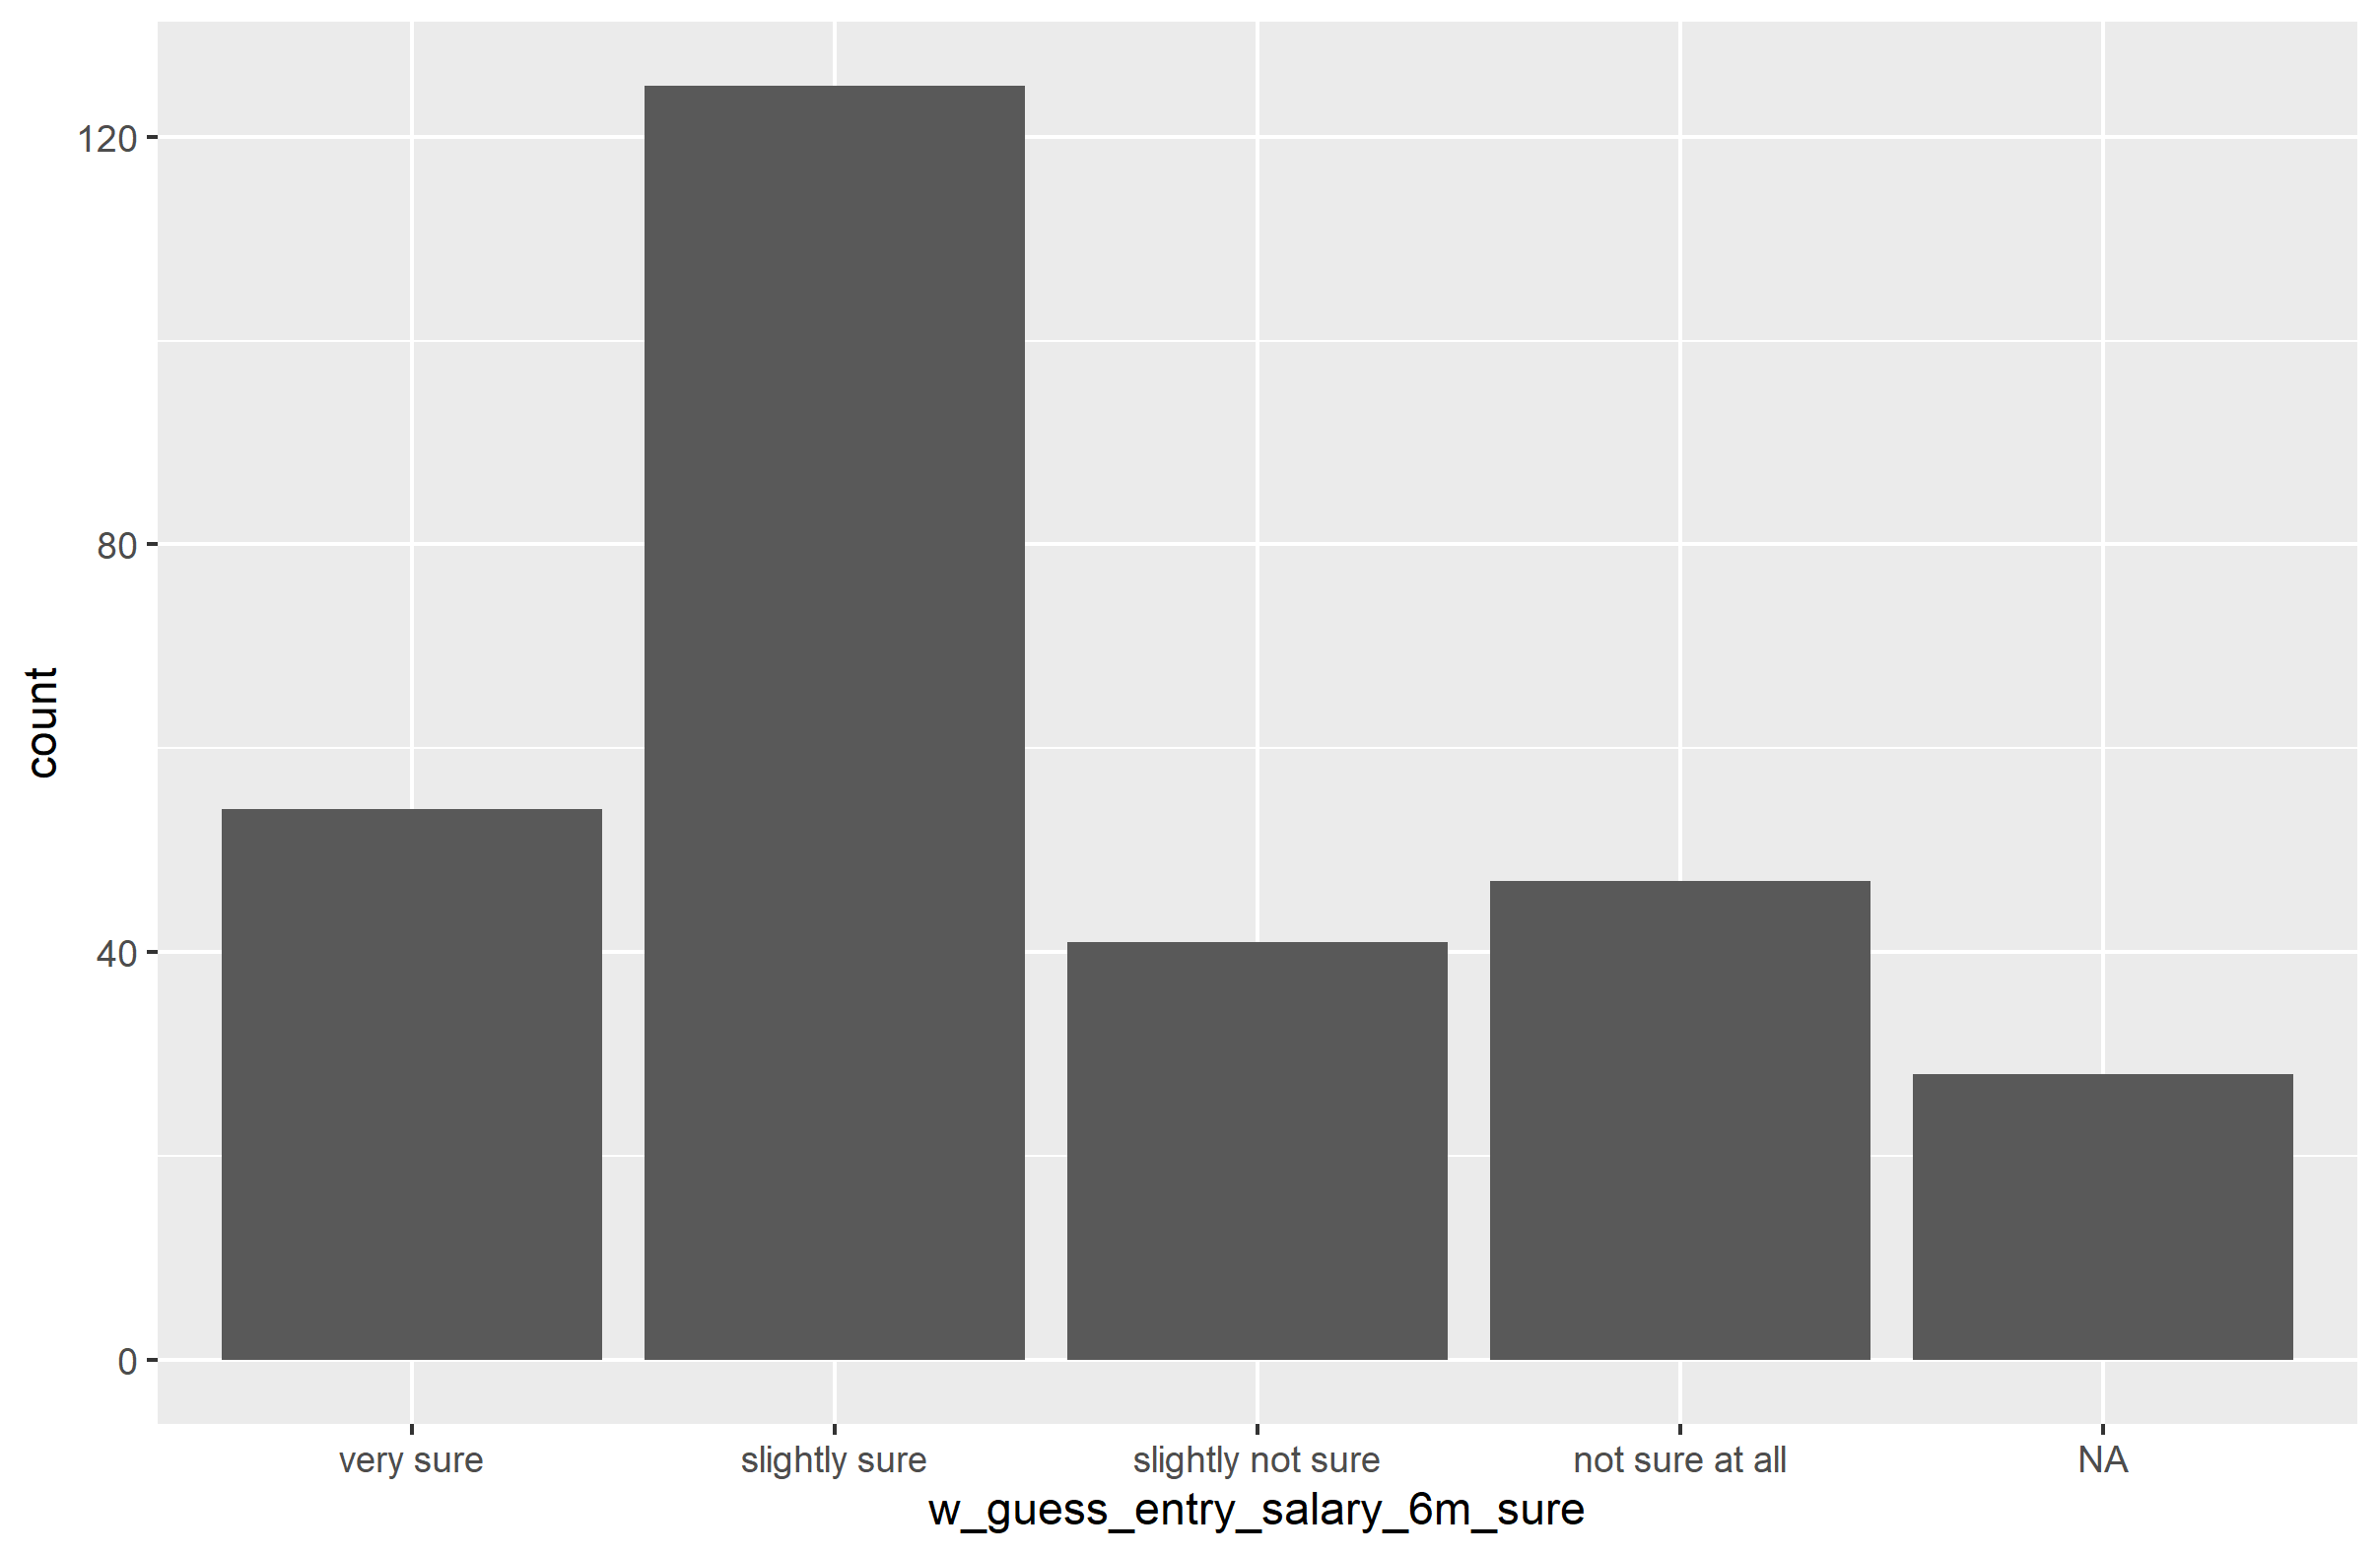 120
80
40
0
count
very sure
slightly sure
slightly not sure
not sure at all
NA
w_guess_entry_salary_6m_sure